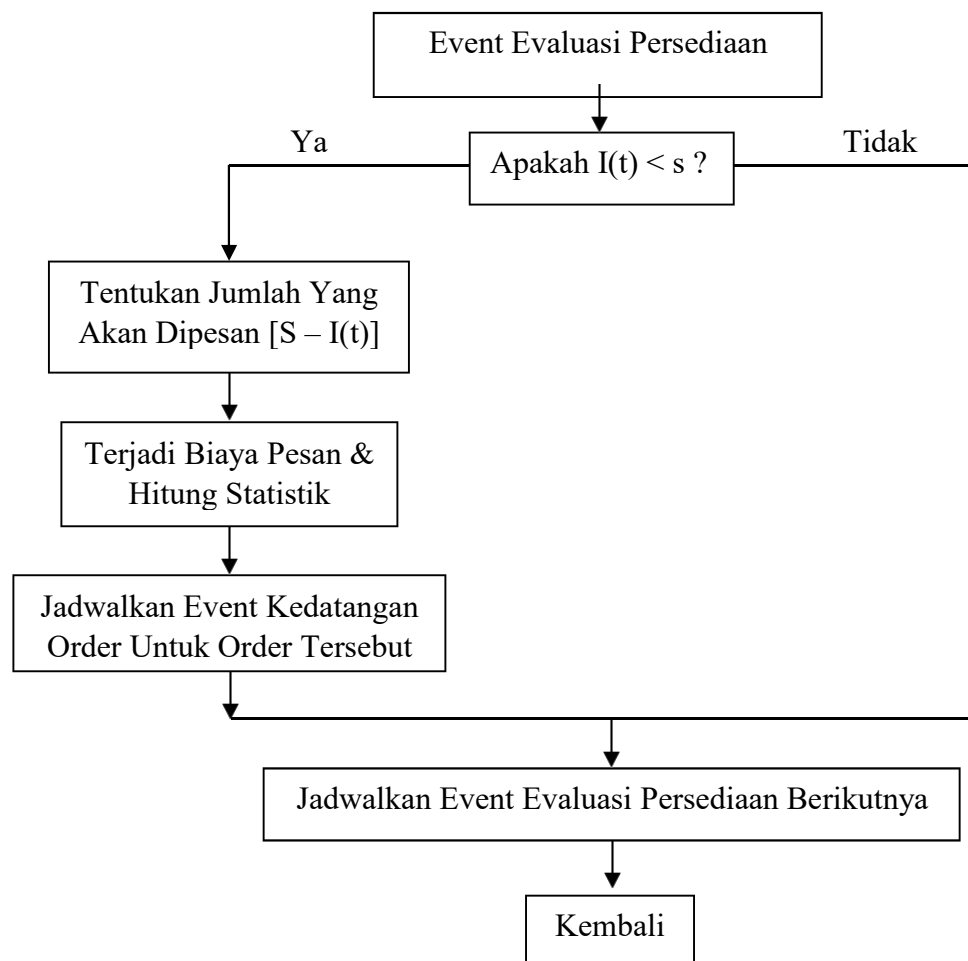 Event Evaluasi Persediaan
Ya
Tidak
Apakah I(t) < s ?
Tentukan Jumlah Yang
Akan Dipesan [S – I(t)]
Terjadi Biaya Pesan &
Hitung Statistik
Jadwalkan Event Kedatangan
Order Untuk Order Tersebut
Jadwalkan Event Evaluasi Persediaan Berikutnya
Kembali